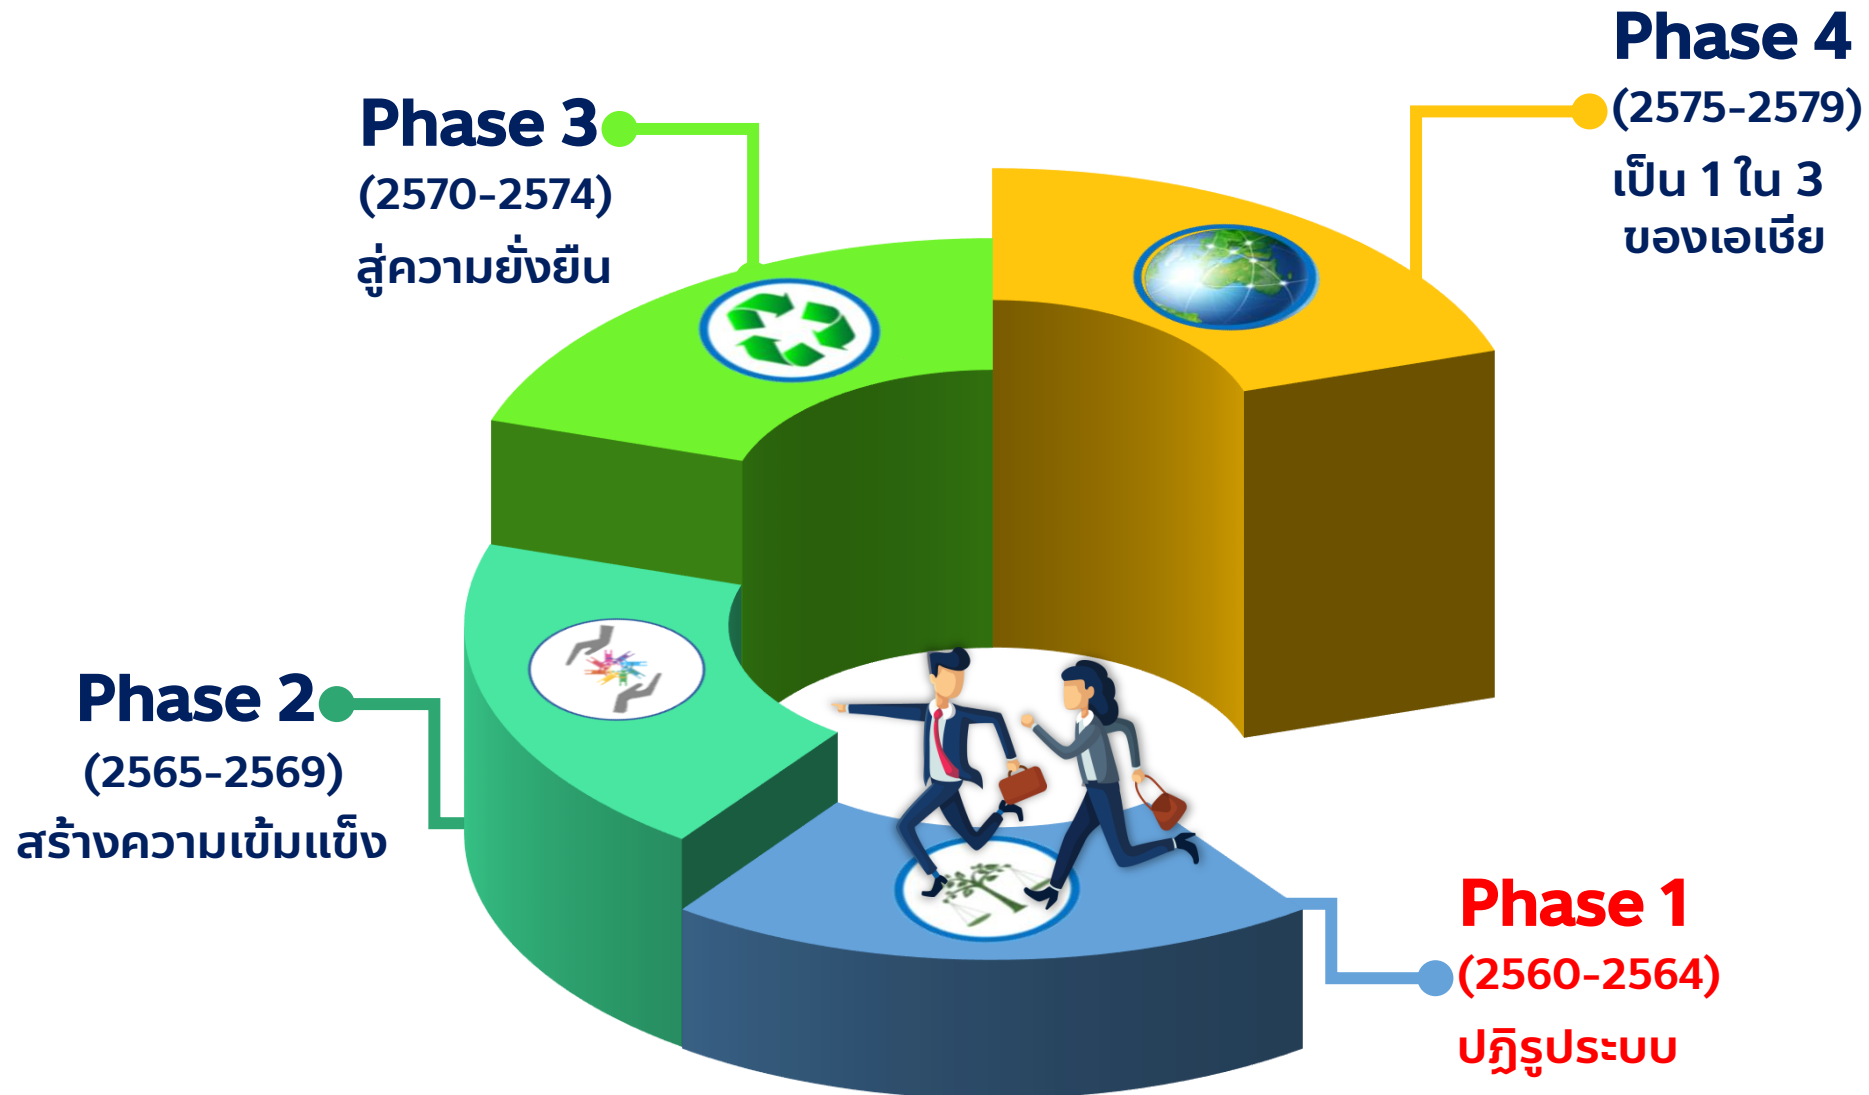 Phase 4
(2575-2579)
เป็น 1 ใน 3
ของเอเชีย
Phase 3
(2570-2574)
สู่ความยั่งยืน
Phase 2
(2565-2569)
สร้างความเข้มแข็ง
Phase 1
(2560-2564)
ปฏิรูประบบ